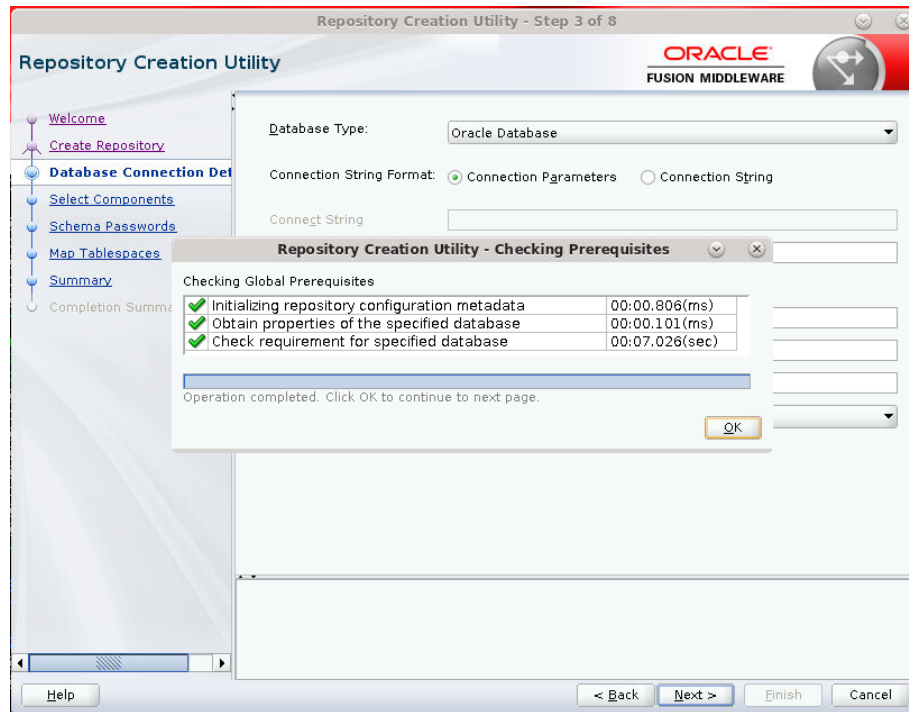 Repository Creation Utility - Step 3 of 8
Repository Creation Utility
ORACLE
FUSION MIDDLEWARE
Welcome
Create Repository
Database Connection Det
Select Components
Schema Passwords
Map Tablespaces
Summary
Completion Summa
Database Type:
Oracle Database
Connection String Format:
Connection Parameters
Connection String
Connect String
Repository Creation Utility - Checking Prerequisites
Checking Global Prerequisites
Initializing repository configuration metadata 00:00.806(ms)
Obtain properties of the specified database 00:00.101(ms)
Check requirement for specified database 00:07.026(sec)
Operation completed. Click OK to continue to next page.
OK
Help
< Back
Next >
Finish
Cancel